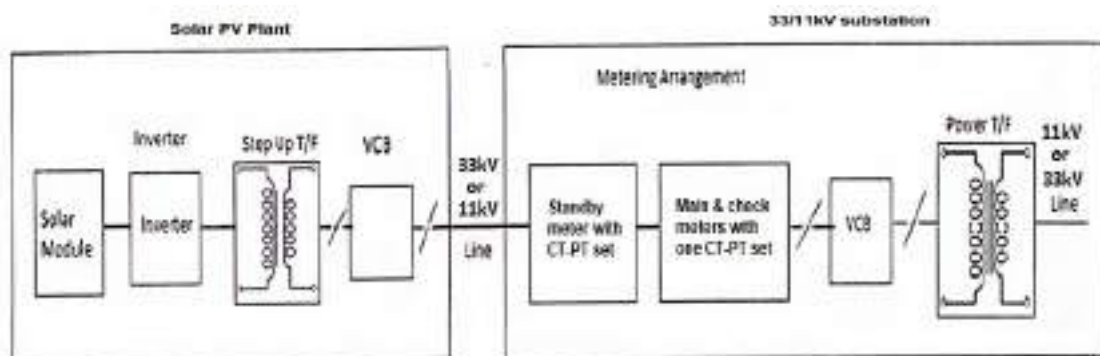 Solar PV Plant
33/11kV substation
Metering Arrangement
Inverter
Step Up T/F
VCB
Power T/F
Solar
Module
Inverter
33kV
or
11kV
Line
Standby
meter with
CT-PT set
Main & check
meters with
one CT-PT set
VCB
11kV
or
33kV
Line